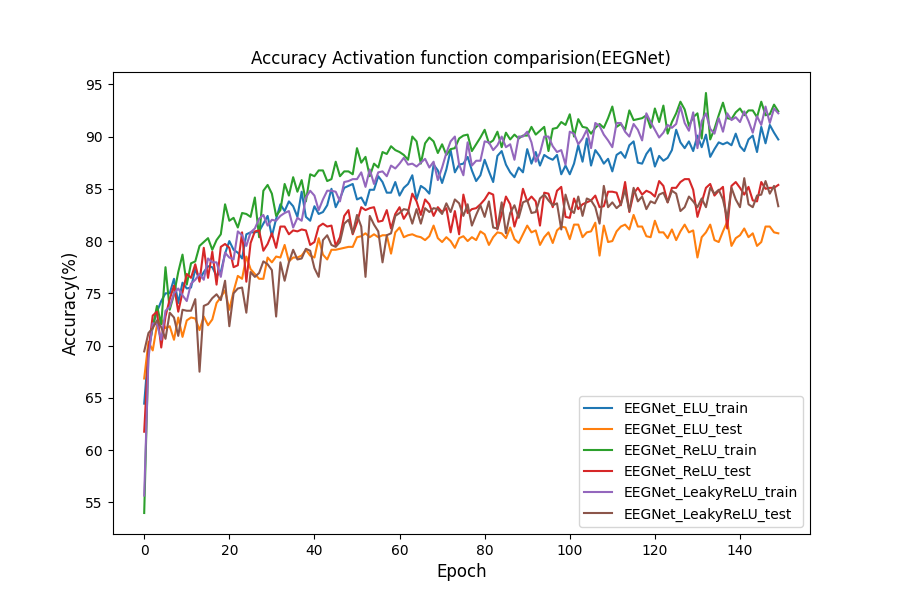 Accuracy Activation function comparision(EEGNet)
95
90
85
80
75
70
65
60
55
Accuracy(%)
0 20 40 60 80 100 120 140
Epoch
EEGNet_ELU_train
EEGNet_ELU_test
EEGNet_ReLU_train
EEGNet_ReLU_test
EEGNet_LeakyReLU_train
EEGNet_LeakyReLU_test